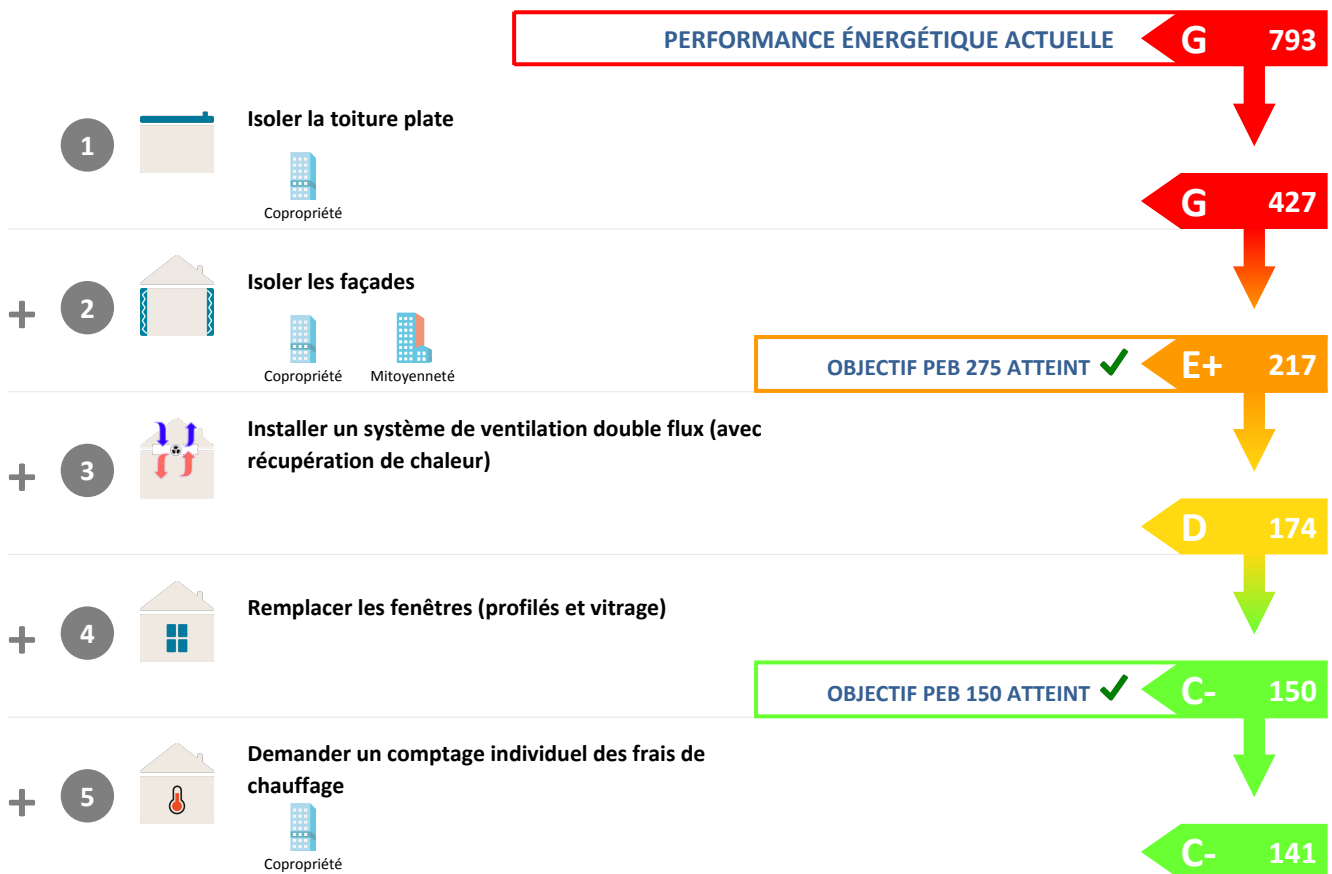 PERFORMANCE ÉNERGÉTIQUE ACTUELLE G 793
1 Isoler la toiture plate
Copropriété
G 427
+ 2 Isoler les façades
Copropriété Mitoyenneté
OBJECTIF PEB 275 ATTEINT ✓ E+ 217
+ 3 Installer un système de ventilation double flux (avec
récupération de chaleur)
D 174
+ 4 Remplacer les fenêtres (profilés et vitrage)
OBJECTIF PEB 150 ATTEINT ✓ C- 150
+ 5 Demander un comptage individuel des frais de
chauffage
Copropriété
C- 141